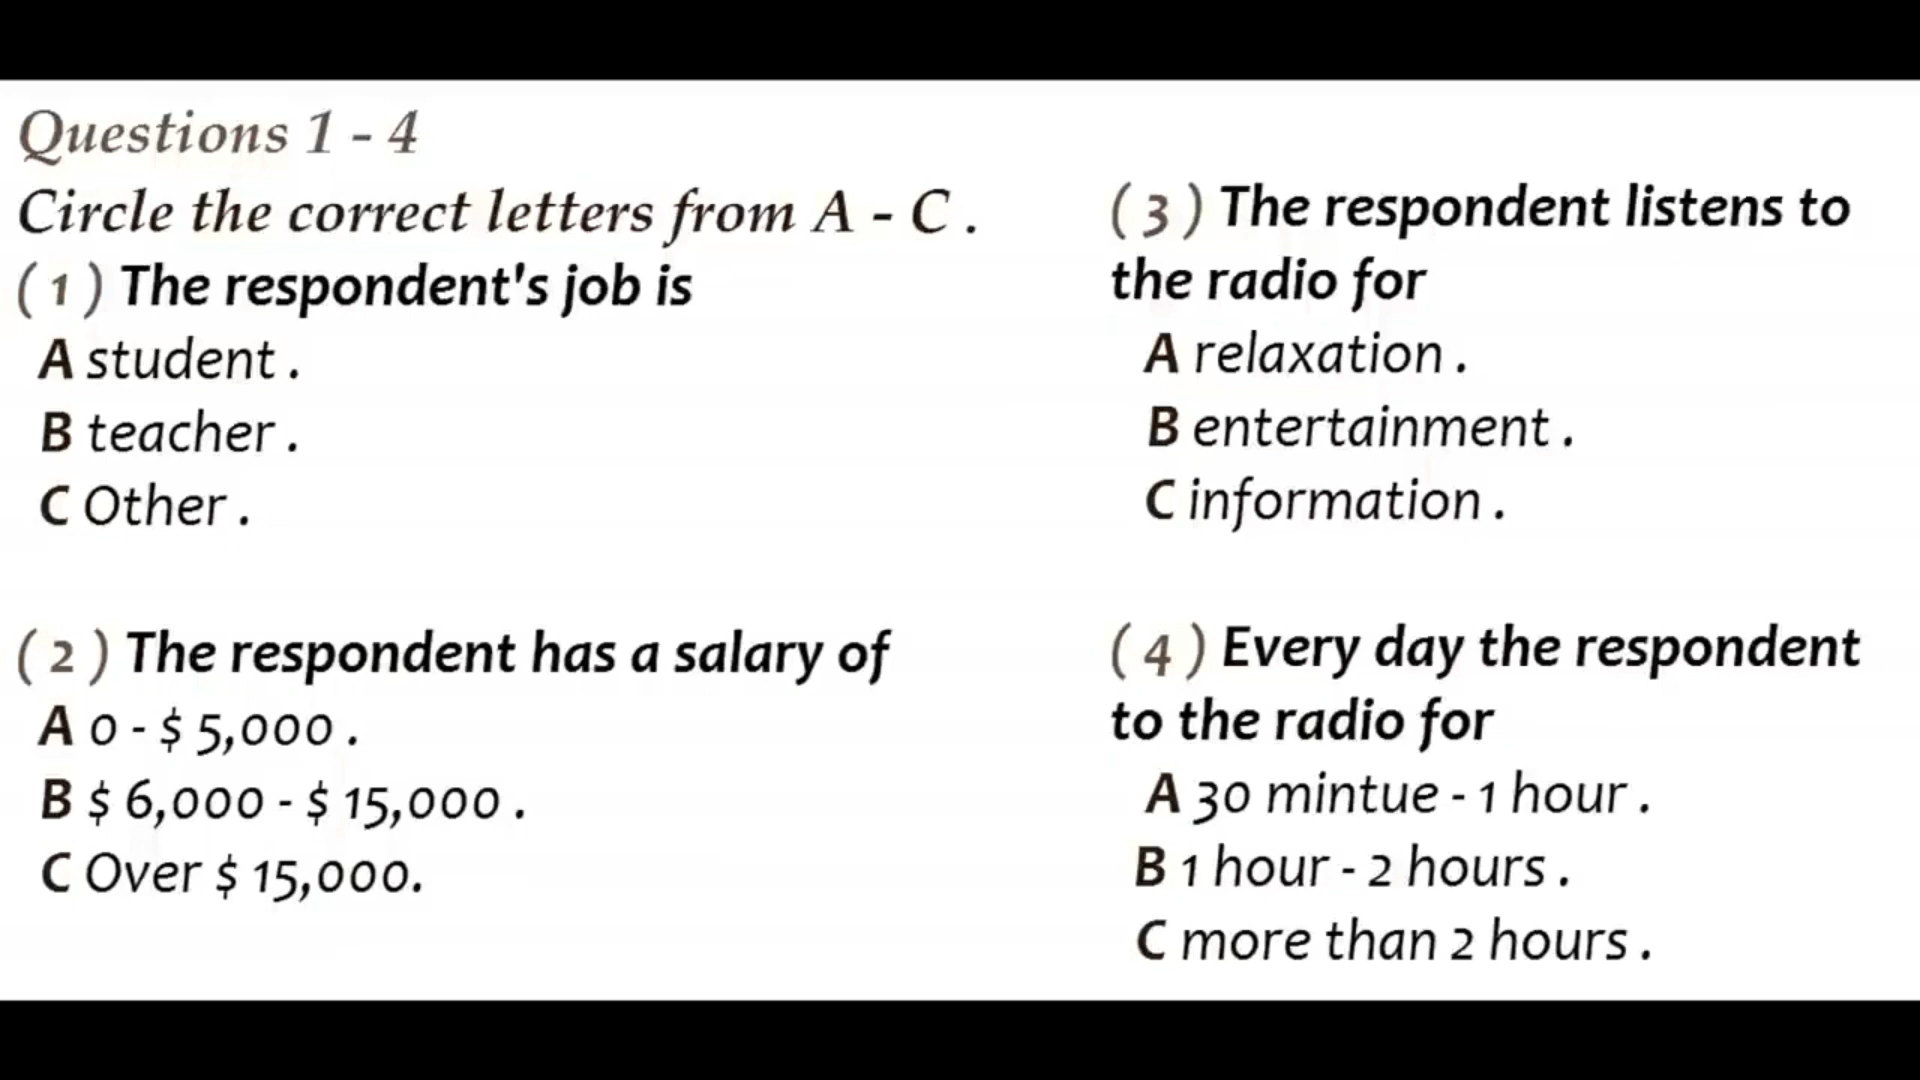 Questions 1 - 4
Circle the correct letters from A - C .
( 1 ) The respondent's job is
A student .
B teacher .
C Other .
( 2 ) The respondent has a salary of
A 0 - $ 5,000 .
B $ 6,000 - $ 15,000 .
C Over $ 15,000.
( 3 ) The respondent listens to
the radio for
A relaxation .
B entertainment .
C information .
( 4 ) Every day the respondent
to the radio for
A 30 mintue - 1 hour .
B 1 hour - 2 hours .
C more than 2 hours .